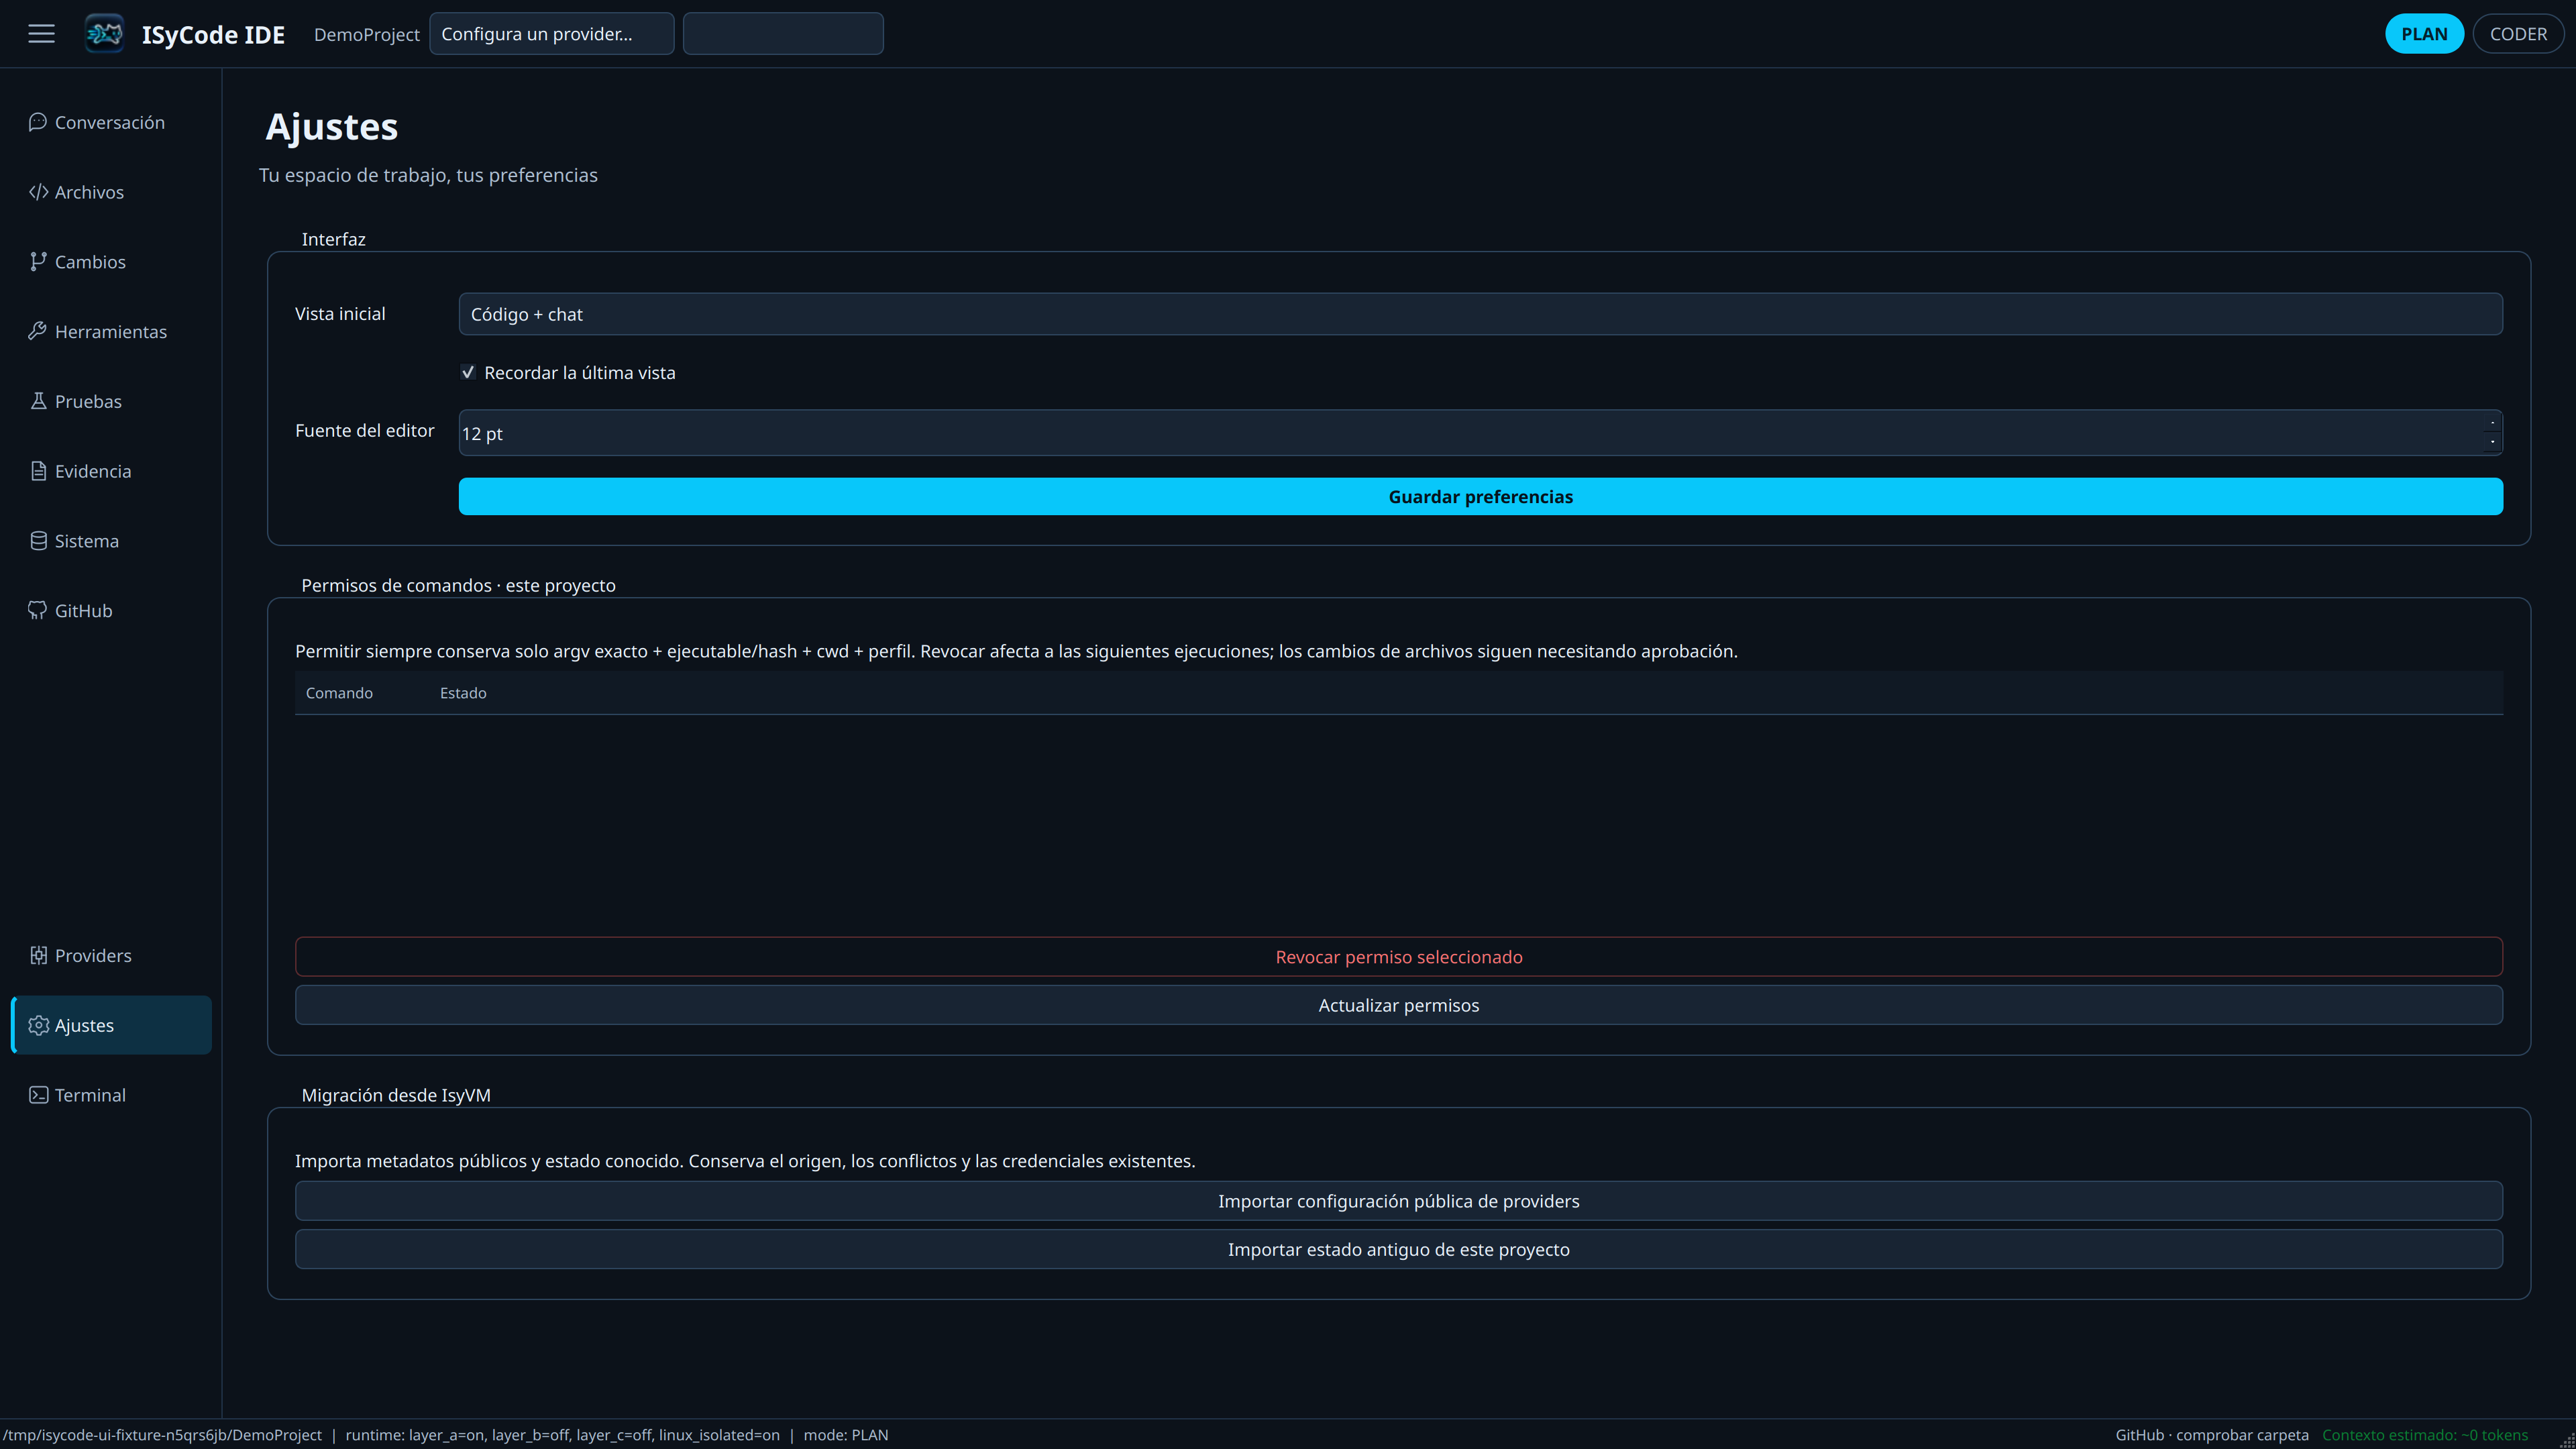 ISyCode IDE
DemoProject
Configura un provider...
PLAN
CODER
Conversación
Archivos
Cambios
Herramientas
Pruebas
Evidencia
Sistema
GitHub
Providers
Ajustes
Terminal
Ajustes
Tu espacio de trabajo, tus preferencias
Interfaz
Vista inicial
Código + chat
Recordar la última vista
Fuente del editor
12 pt
Guardar preferencias
Permisos de comandos · este proyecto
Permitir siempre conserva solo argv exacto + ejecutable/hash + cwd + perfil. Revocar afecta a las siguientes ejecuciones; los cambios de archivos siguen necesitando aprobación.
Comando
Estado
Revocar permiso seleccionado
Actualizar permisos
Migración desde IsyVM
Importa metadatos públicos y estado conocido. Conserva el origen, los conflictos y las credenciales existentes.
Importar configuración pública de providers
Importar estado antiguo de este proyecto
/tmp/isycode-ui-fixture-n5qrs6jb/DemoProject | runtime: layer_a=on, layer_b=off, layer_c=off, linux_isolated=on | mode: PLAN
GitHub · comprobar carpeta
Contexto estimado: ~0 tokens